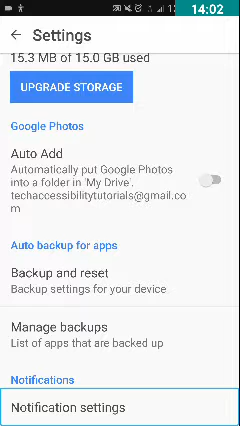 14:02
Settings
15.3 MB of 15.0 GB used
UPGRADE STORAGE
Google Photos
Auto Add
Automatically put Google Photos
into a folder in 'My Drive'.
techaccessibilitytutorials@gmail.co
m
Auto backup for apps
Backup and reset
Backup settings for your device
Manage backups
List of apps that are backed up
Notifications
Notification settings